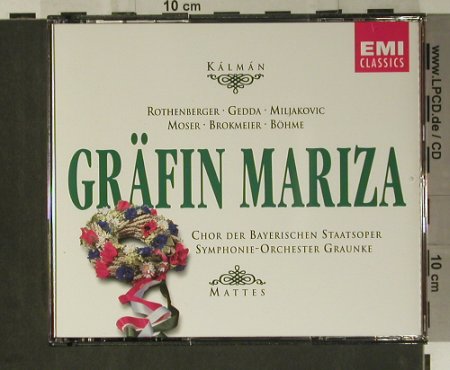 10 cm
KÁLMÁN
EMI
CLASSICS
ROTHENBERGER · GEDDA · MILJAKOVIC
MOSER · BROKMEIER · BÖHME
GRÄFIN MARIZA
CHOR DER BAYERISCHEN STAATSOPER
SYMPHONIE-ORCHESTER GRAUNKE
MATTES
www.LPCD.de / CD
10 cm